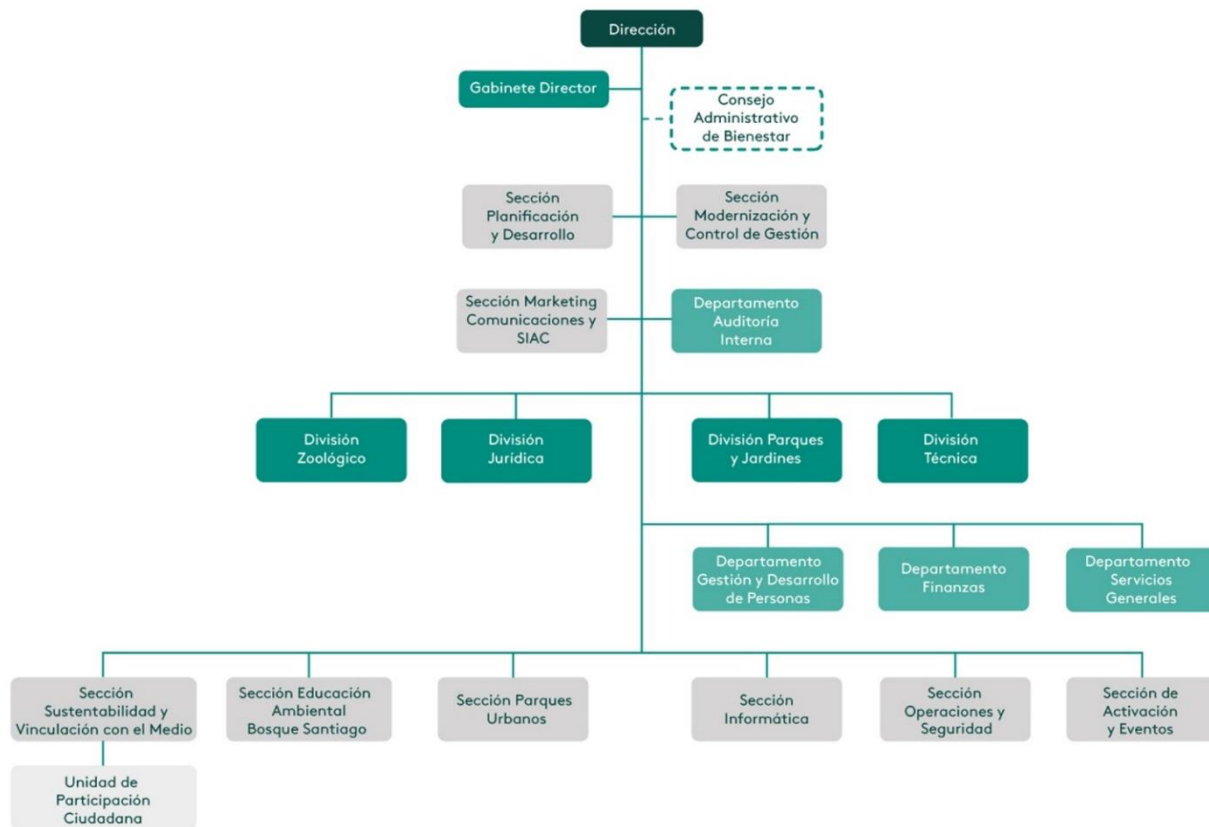 Dirección
Gabinete Director
Consejo
Administrativo
de Bienestar
Sección
Planificación
y Desarrollo
Sección
Modernización y
Control de Gestión
Sección Marketing
Comunicaciones y
SIAC
Departamento
Auditoría
Interna
División
Zoológico
División
Jurídica
División Parques
y Jardines
División
Técnica
Departamento
Gestión y Desarrollo
de Personas
Departamento
Finanzas
Departamento
Servicios
Generales
Sección
Sustentabilidad y
Vinculación con el Medio
Sección Educación
Ambiental
Bosque Santiago
Sección Parques
Urbanos
Sección
Informática
Sección
Operaciones y
Seguridad
Sección de
Activación
y Eventos
Unidad de
Participación
Ciudadana